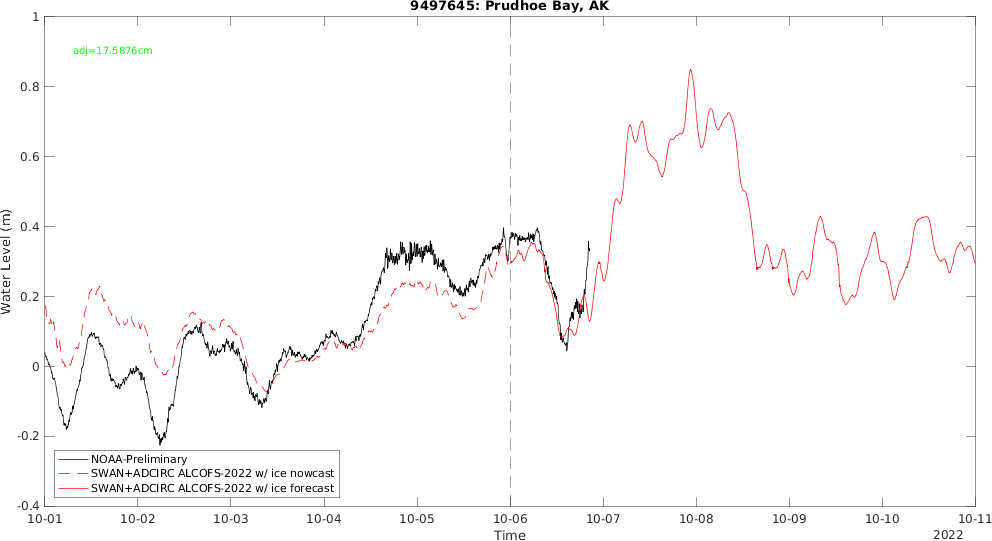 9497645: Prudhoe Bay, AK
1
adj=17.5876cm
0.8
0.6
0.4
0.2
0
-0.2
-0.4
Water Level (m)
NOAA-Preliminary
SWAN+ADCIRC ALCOFS-2022 w/ ice nowcast
SWAN+ADCIRC ALCOFS-2022 w/ ice forecast
10-01 10-02 10-03 10-04 10-05 10-06 10-07 10-08 10-09 10-10 10-11
Time
2022